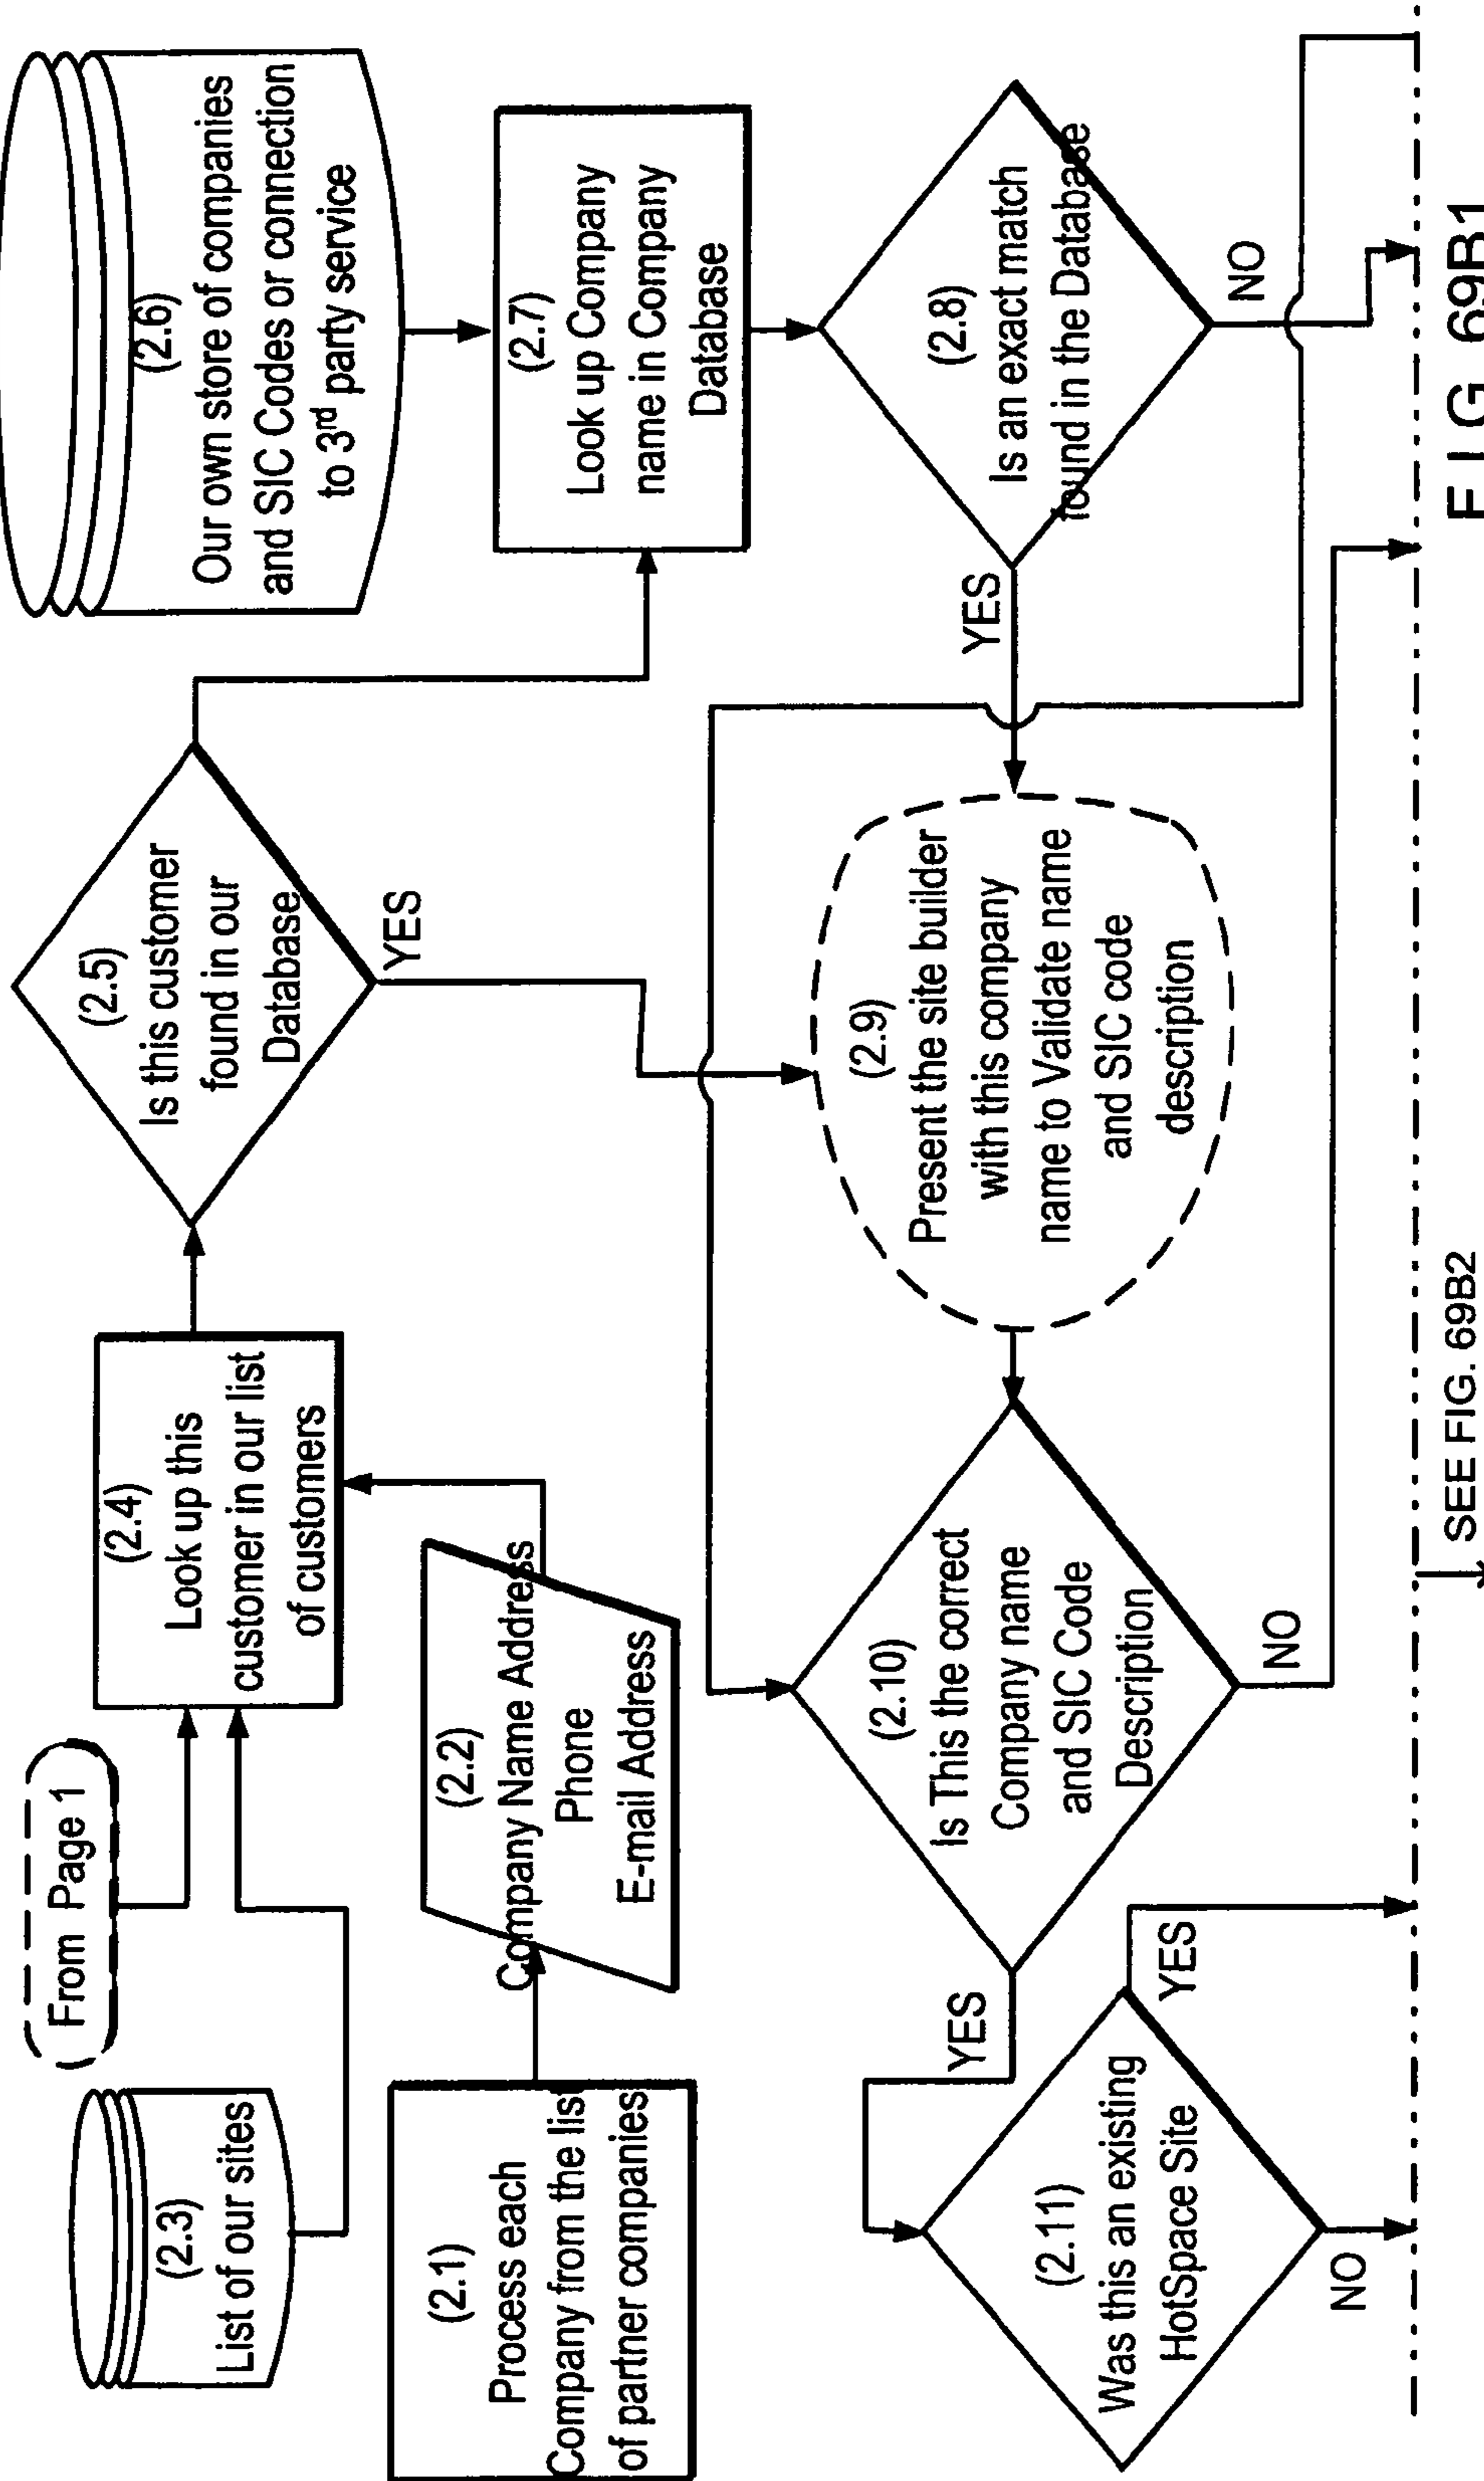 (2.3)
List of our sites
From Page 1
(2.4)
Look up this
customer in our list
of customers
(2.5)
Is this customer
found in our
Database
YES
(2.6)
Our own store of companies
and SIC Codes or connection
to 3rd party service
(2.1)
Process each
Company from the list
of partner companies
(2.2)
Company Name Address
Phone
E-mail Address
(2.7)
Look up Company
name in Company
Database
(2.11)
Was this an existing
HotSpace Site
YES
NO
YES
(2.10)
Is This the correct
Company name
and SIC Code
Description
NO
(2.9)
Present the site builder
with this company
name to Validate name
and SIC code
description
YES
(2.8)
Is an exact match
found in the Database
NO
SEE FIG. 69B2
FIG 69B1